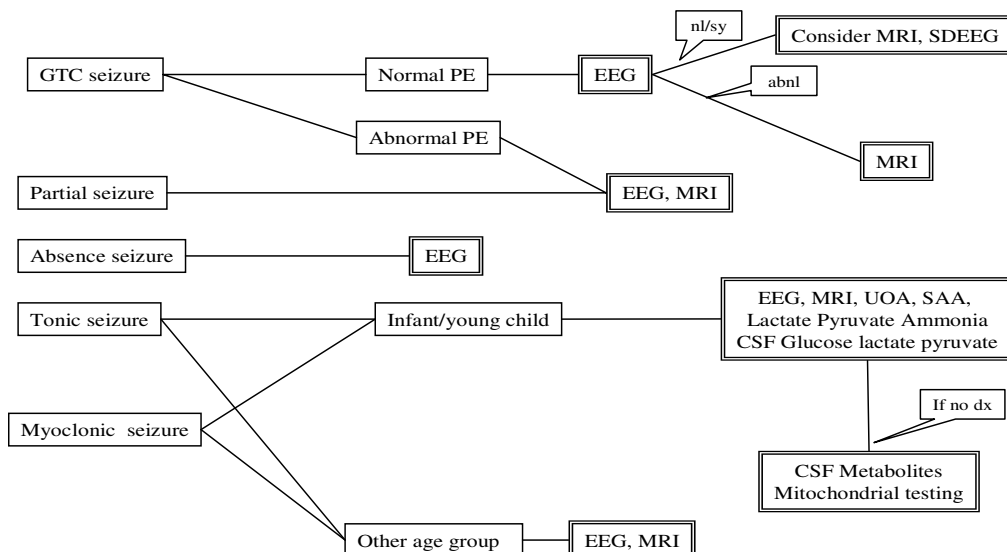 nl/sy
Consider MRI, SDEEG
GTC seizure
Normal PE
EEG
abnl
Abnormal PE
MRI
Partial seizure
EEG, MRI
Absence seizure
EEG
Tonic seizure
Infant/young child
EEG, MRI, UOA, SAA,
Lactate Pyruvate Ammonia
CSF Glucose lactate pyruvate
If no dx
Myoclonic seizure
CSF Metabolites
Mitochondrial testing
Other age group
EEG, MRI